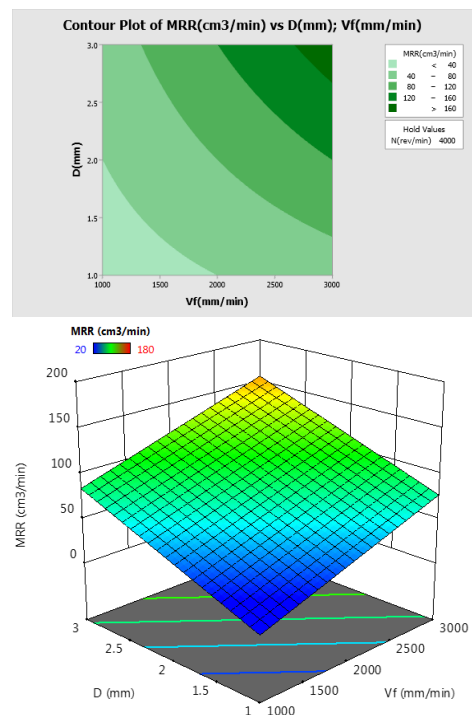 Contour Plot of MRR(cm3/min) vs D(mm); Vf(mm/min)
MRR(cm3/min)
< 40
40 – 80
80 – 120
120 – 160
> 160
Hold Values
N(rev/min) 4000
3.0
2.5
2.0
1.5
1.0
D(mm)
1000 1500 2000 2500 3000
Vf(mm/min)
MRR (cm3/min)
20 180
200
150
100
50
0
MRR (cm3/min)
3 3000
2.5 2500
2 2000
1.5 1500
1 1000
D (mm) Vf (mm/min)